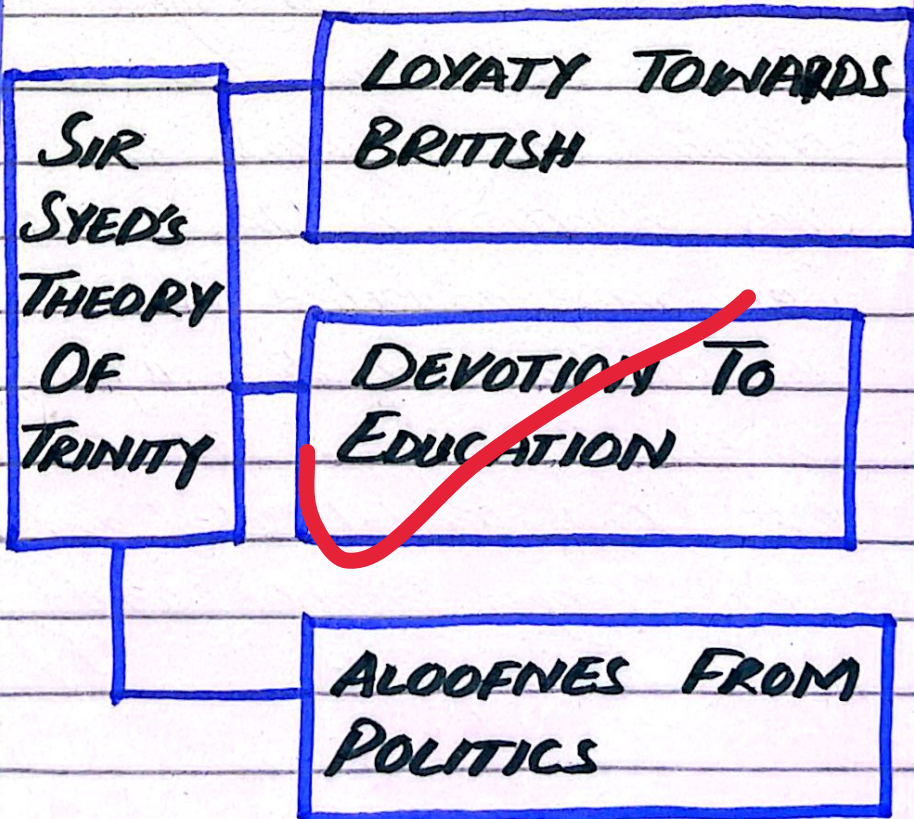 SIR
SYED'S
THEORY
OF
TRINITY
LOYATY TOWARDS
BRITISH
DEVOTION TO
EDUCATION
ALOOFNES FROM
POLITICS